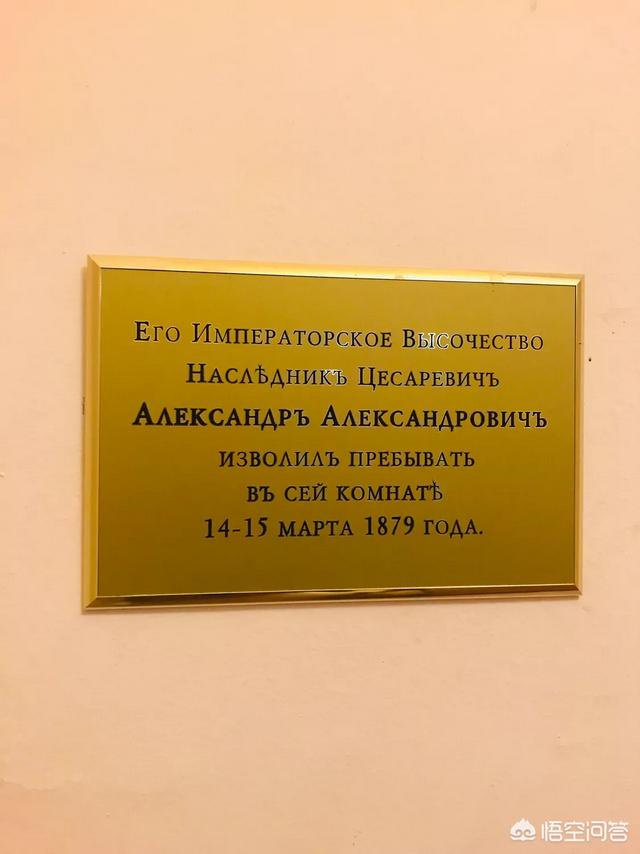 Его Императорское Высочество
Наслѣдникъ Цесаревичъ
Александръ Александровичъ
изволилъ пребывать
въ сей комнатѣ
14-15 марта 1879 года.
悟空问答